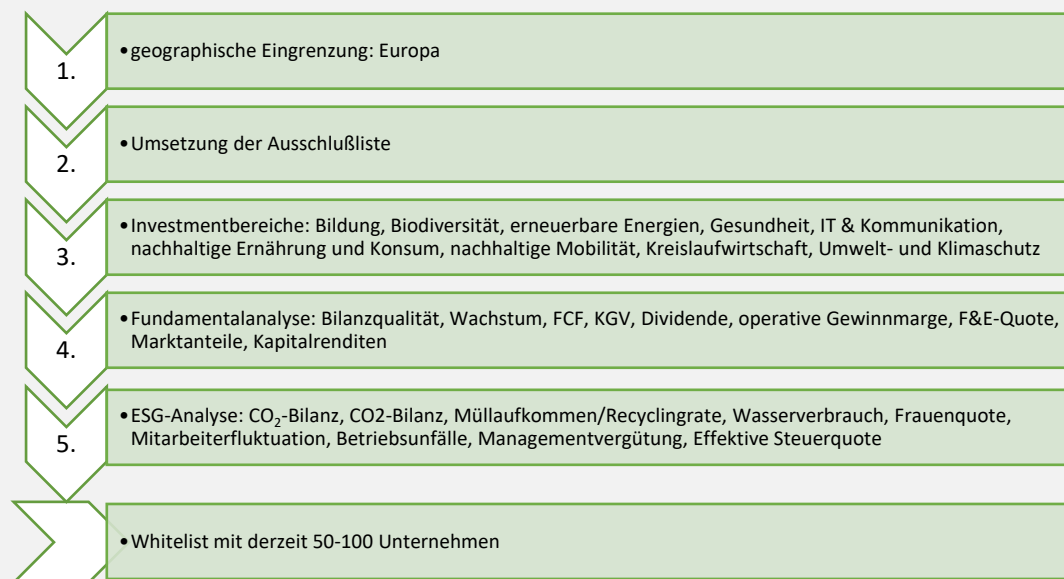 1.
•geographische Eingrenzung: Europa
2.
•Umsetzung der Ausschlußliste
3.
•Investmentbereiche: Bildung, Biodiversität, erneuerbare Energien, Gesundheit, IT & Kommunikation,
nachhaltige Ernährung und Konsum, nachhaltige Mobilität, Kreislaufwirtschaft, Umwelt- und Klimaschutz
4.
•Fundamentalanalyse: Bilanzqualität, Wachstum, FCF, KGV, Dividende, operative Gewinnmarge, F&E-Quote,
Marktanteile, Kapitalrenditen
5.
•ESG-Analyse: CO₂-Bilanz, CO2-Bilanz, Müllaufkommen/Recyclingrate, Wasserverbrauch, Frauenquote,
Mitarbeiterfluktuation, Betriebsunfälle, Managementvergütung, Effektive Steuerquote
•Whitelist mit derzeit 50-100 Unternehmen